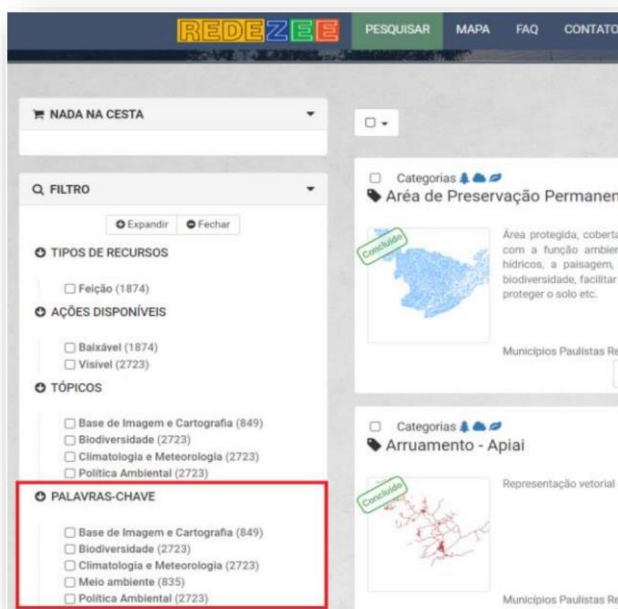 REDEZEE PESQUISAR MAPA FAQ CONTATO
NADA NA CESTA
FILTRO
Expandir Fechar
TIPOS DE RECURSOS
Feição (1874)
AÇÕES DISPONÍVEIS
Baixável (1874)
Visível (2723)
TÓPICOS
Base de Imagem e Cartografia (849)
Biodiversidade (2723)
Climatologia e Meteorologia (2723)
Política Ambiental (2723)
PALAVRAS-CHAVE
Base de Imagem e Cartografia (849)
Biodiversidade (2723)
Climatologia e Meteorologia (2723)
Meio ambiente (835)
Política Ambiental (2723)
Categorias
Aréa de Preservação Permanen
Concluído
Área protegida, coberta
com a função ambien
hídricos, a paisagem,
biodiversidade, facilitar
proteger o solo etc.
Municípios Paulistas Re
Categorias
Arruamento - Apiai
Concluído
Representação vetorial
Municípios Paulistas Re